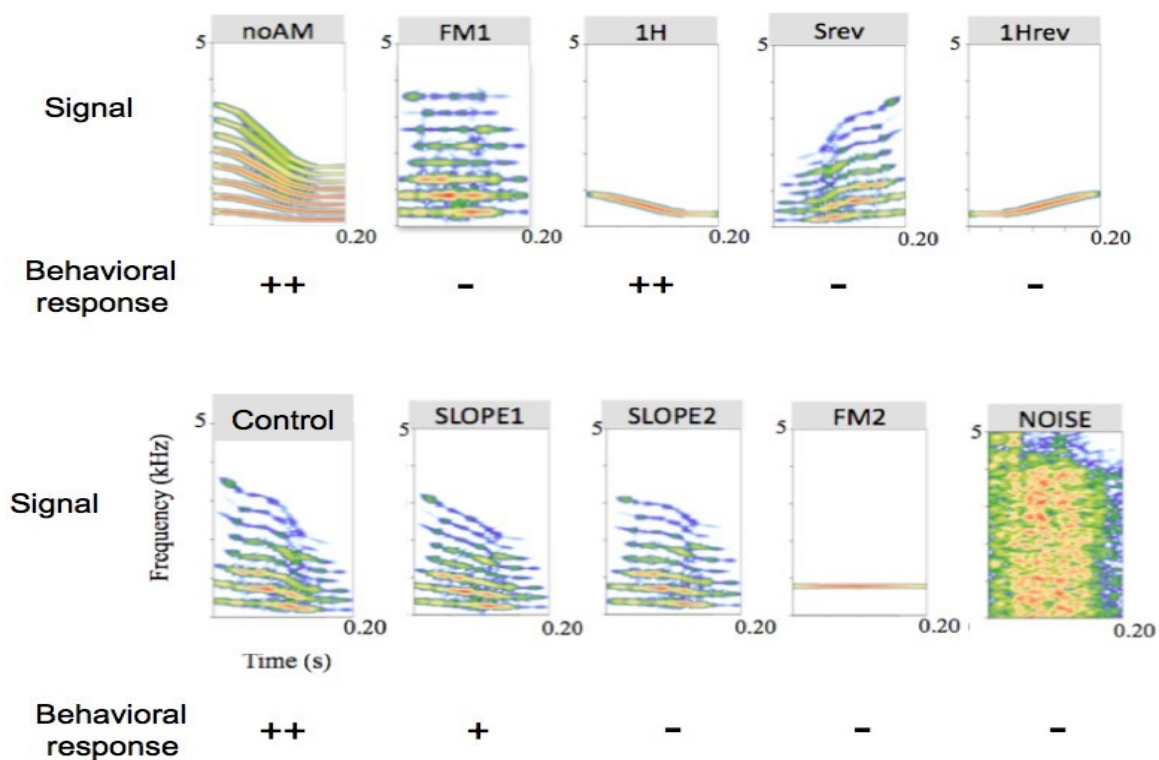 noAM FM1 1H Srev 1Hrev
5 5 5 5 5
Signal
0.20 0.20 0.20 0.20 0.20
Behavioral
response
++ - ++ - -
Control SLOPE1 SLOPE2 FM2 NOISE
5 5 5 5 5
Signal
Frequency (kHz)
0.20 0.20 0.20 0.20 0.20
Time (s)
Behavioral
response
++ + - - -